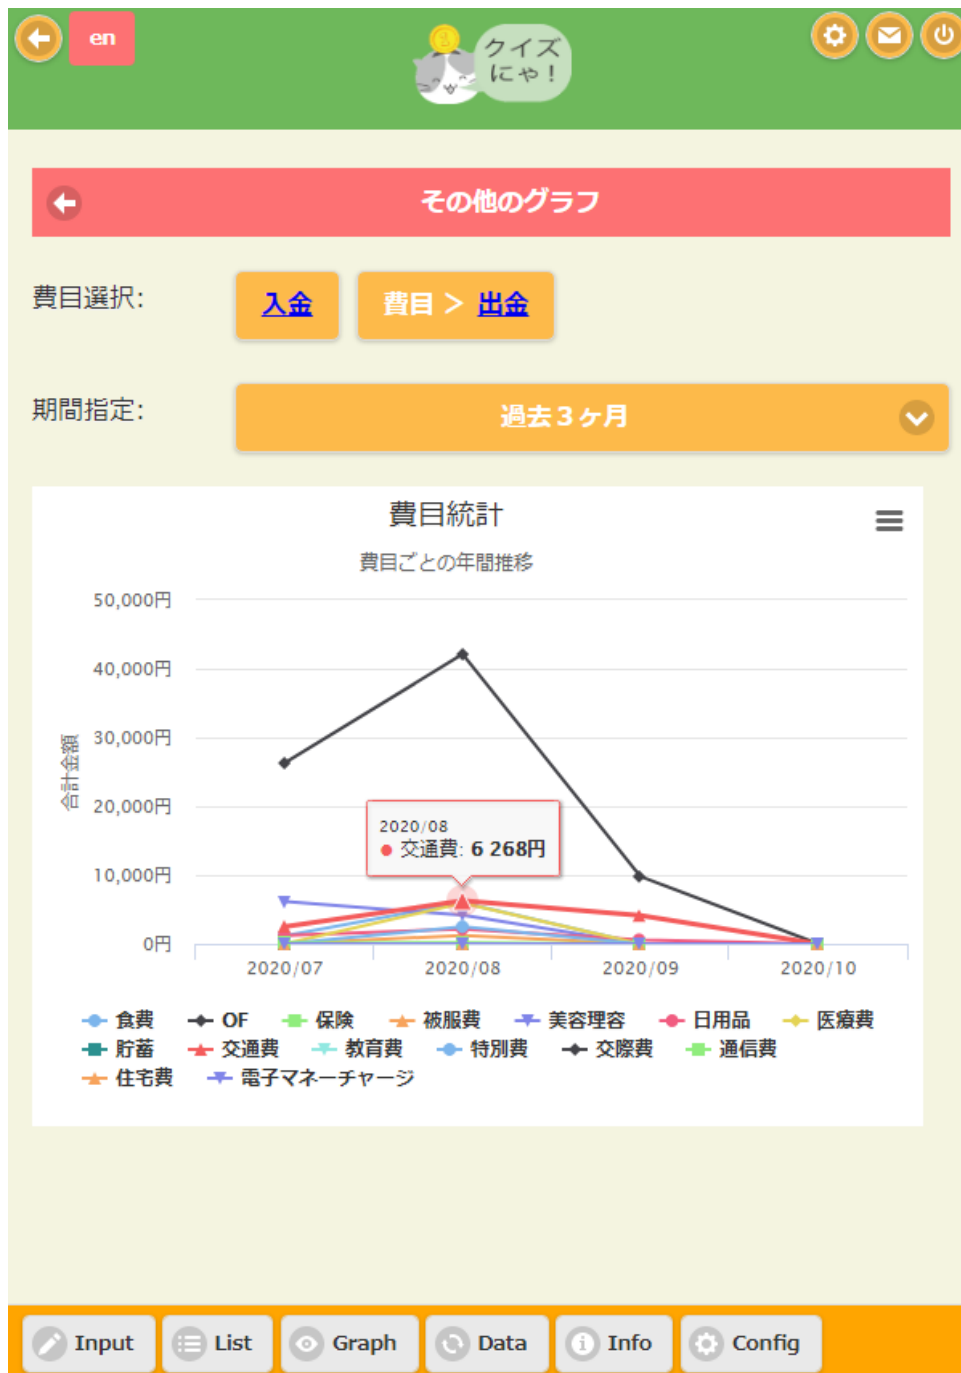 en
クイズ
にゃ！
その他のグラフ
費目選択:
入金
費目 ＞ 出金
期間指定:
過去３ヶ月
費目統計
費目ごとの年間推移
合計金額
50,000円
40,000円
30,000円
20,000円
10,000円
0円
2020/08
● 交通費: 6 268円
2020/07 2020/08 2020/09 2020/10
食費 OF 保険 被服費 美容理容 日用品 医療費
貯蓄 交通費 教育費 特別費 交際費 通信費
住宅費 電子マネーチャージ
Input List Graph Data Info Config